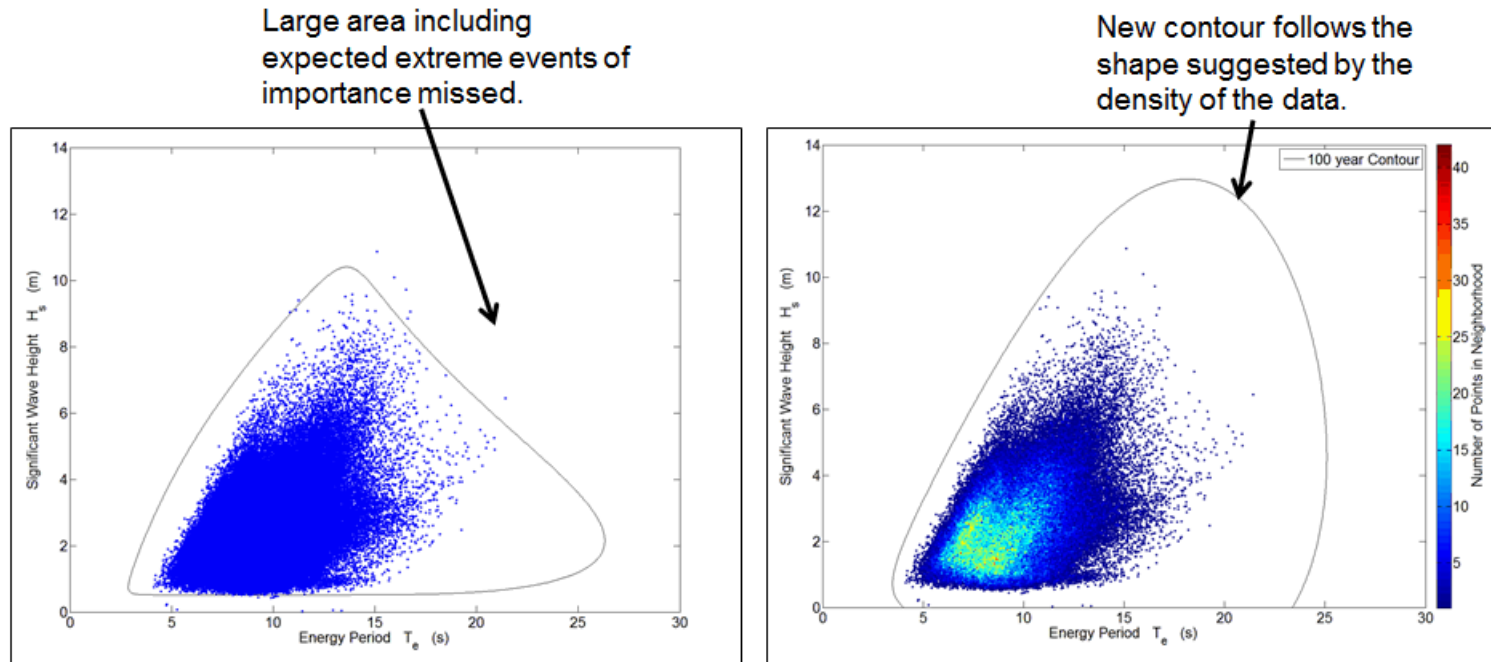 Large area including
expected extreme events of
importance missed.
New contour follows the
shape suggested by the
density of the data.
14
12
10
8
6
4
2
0
Significant Wave Height H_s (m)
0 5 10 15 20 25 30
Energy Period T_e (s)
14
12
10
8
6
4
2
0
Significant Wave Height H_s (m)
0 5 10 15 20 25 30
Energy Period T_e (s)
100 year Contour
40
35
30
25
20
15
10
5
Number of Points in Neighborhood